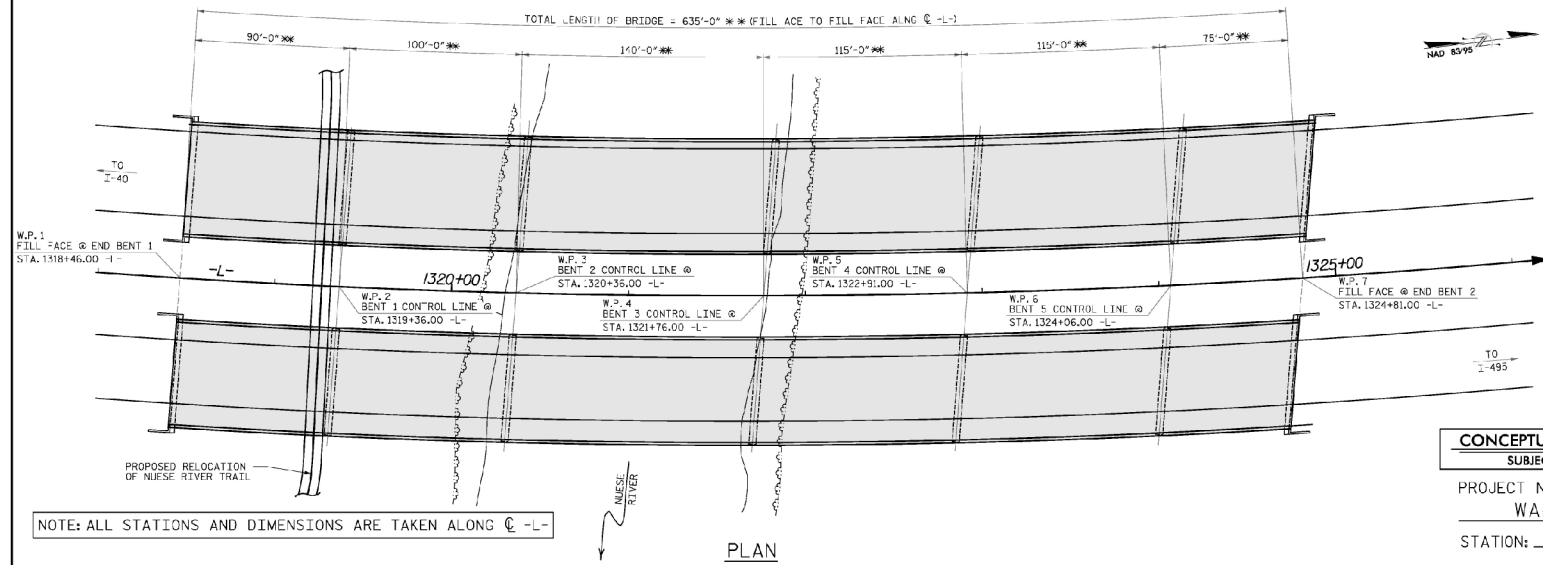 TOTAL LENGTH OF BRIDGE = 635'-0" ** (FILL ACE TO FILL FACE ALNG ℄ -L-)
90'-0" **
100'-0" **
140'-0" **
115'-0" **
115'-0" **
75'-0" **
NAD 83/95
TO
I-40
W.P. 1
FILL FACE @ END BENT 1
STA. 1318+46.00 -L-
-L-
1320+00
W.P. 2
BENT 1 CONTROL LINE @
STA. 1319+36.00 -L-
W.P. 3
BENT 2 CONTROL LINE @
STA. 1320+36.00 -L-
W.P. 4
BENT 3 CONTROL LINE @
STA. 1321+76.00 -L-
W.P. 5
BENT 4 CONTROL LINE @
STA. 1322+91.00 -L-
W.P. 6
BENT 5 CONTROL LINE @
STA. 1324+06.00 -L-
1325+00
W.P. 7
FILL FACE @ END BENT 2
STA. 1324+81.00 -L-
TO
I-495
PROPOSED RELOCATION
OF NUESE RIVER TRAIL
NUESE
RIVER
NOTE: ALL STATIONS AND DIMENSIONS ARE TAKEN ALONG ℄ -L-
PLAN
CONCEPTU
SUBJEC
PROJECT N
WA
STATION: